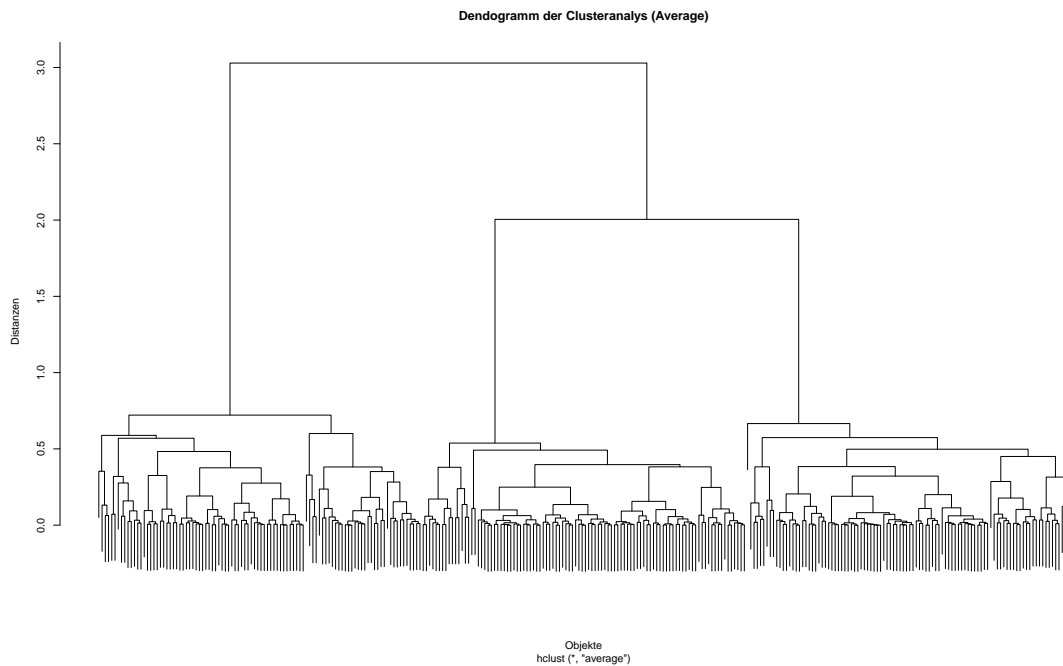 Dendogramm der Clusteranalys (Average)
3.0
2.5
2.0
1.5
1.0
0.5
0.0
Distanzen
Objekte
hclust (*, "average")